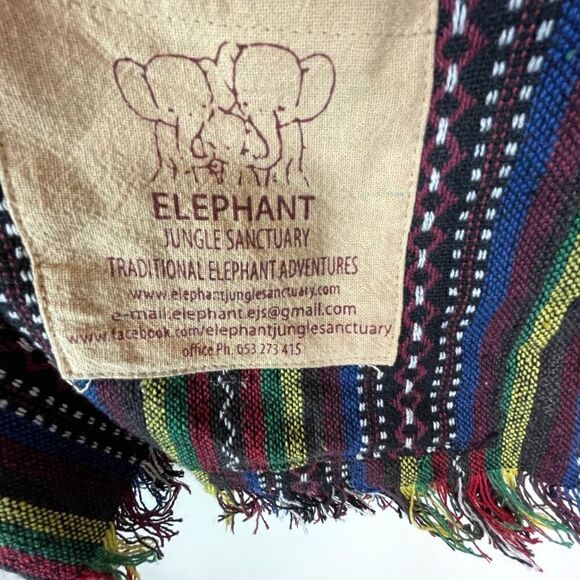 ELEPHANT
JUNGLE SANCTUARY
TRADITIONAL ELEPHANT ADVENTURES
www.elephantjunglesanctuary.com
e-mail:elephant.ejs@gmail.com
www.facebook.com/elephantjunglesanctuary
office Ph. 053 273 415